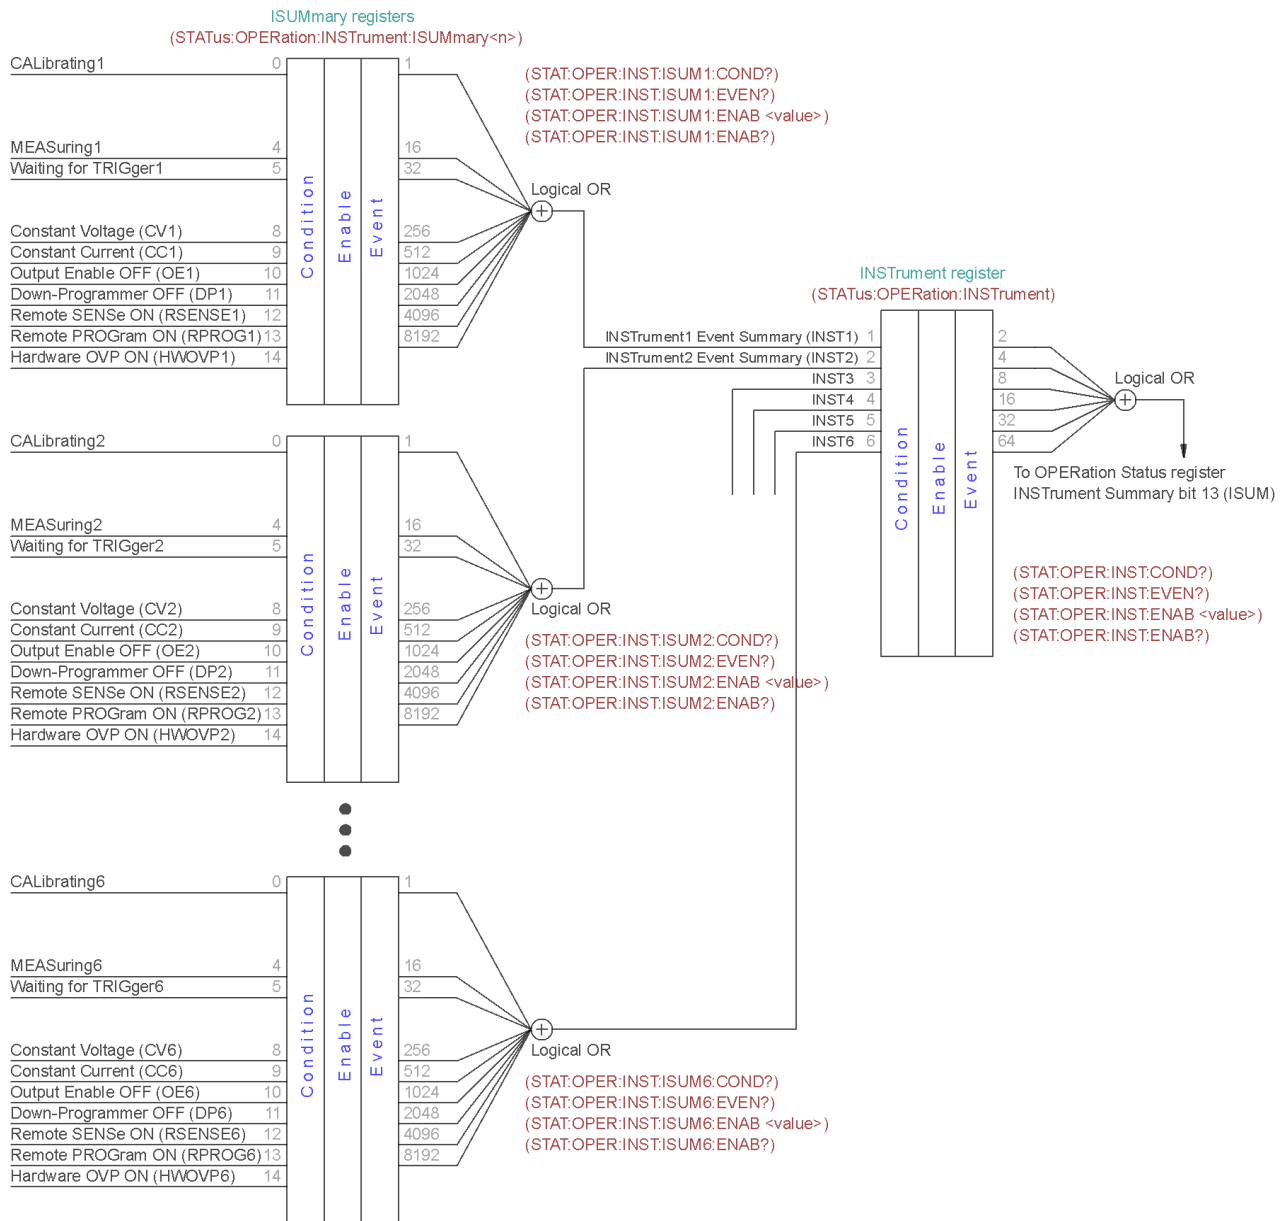 ISUMmary registers
(STATus:OPERation:INSTrument:ISUMmary<n>)
CALibrating1 0 1
(STAT:OPER:INST:ISUM1:COND?)
(STAT:OPER:INST:ISUM1:EVEN?)
(STAT:OPER:INST:ISUM1:ENAB <value>)
(STAT:OPER:INST:ISUM1:ENAB?)
MEASuring1 4 16
Waiting for TRIGger1 5 32
Condition
Enable
Event
Logical OR
Constant Voltage (CV1) 8 256
Constant Current (CC1) 9 512
Output Enable OFF (OE1) 10 1024
Down-Programmer OFF (DP1) 11 2048
Remote SENSe ON (RSENSE1) 12 4096
Remote PROGram ON (RPROG1) 13 8192
Hardware OVP ON (HWOVP1) 14
INSTrument register
(STATus:OPERation:INSTrument)
INSTrument1 Event Summary (INST1) 1 2
INSTrument2 Event Summary (INST2) 2 4
INST3 3 8
INST4 4 16
INST5 5 32
INST6 6 64
Condition
Enable
Event
Logical OR
To OPERation Status register
INSTrument Summary bit 13 (ISUM)
(STAT:OPER:INST:COND?)
(STAT:OPER:INST:EVEN?)
(STAT:OPER:INST:ENAB <value>)
(STAT:OPER:INST:ENAB?)
CALibrating2 0 1
MEASuring2 4 16
Waiting for TRIGger2 5 32
Condition
Enable
Event
Logical OR
Constant Voltage (CV2) 8 256
Constant Current (CC2) 9 512
Output Enable OFF (OE2) 10 1024
Down-Programmer OFF (DP2) 11 2048
Remote SENSe ON (RSENSE2) 12 4096
Remote PROGram ON (RPROG2) 13 8192
Hardware OVP ON (HWOVP2) 14
(STAT:OPER:INST:ISUM2:COND?)
(STAT:OPER:INST:ISUM2:EVEN?)
(STAT:OPER:INST:ISUM2:ENAB <value>)
(STAT:OPER:INST:ISUM2:ENAB?)
CALibrating6 0 1
MEASuring6 4 16
Waiting for TRIGger6 5 32
Condition
Enable
Event
Logical OR
Constant Voltage (CV6) 8 256
Constant Current (CC6) 9 512
Output Enable OFF (OE6) 10 1024
Down-Programmer OFF (DP6) 11 2048
Remote SENSe ON (RSENSE6) 12 4096
Remote PROGram ON (RPROG6) 13 8192
Hardware OVP ON (HWOVP6) 14
(STAT:OPER:INST:ISUM6:COND?)
(STAT:OPER:INST:ISUM6:EVEN?)
(STAT:OPER:INST:ISUM6:ENAB <value>)
(STAT:OPER:INST:ISUM6:ENAB?)